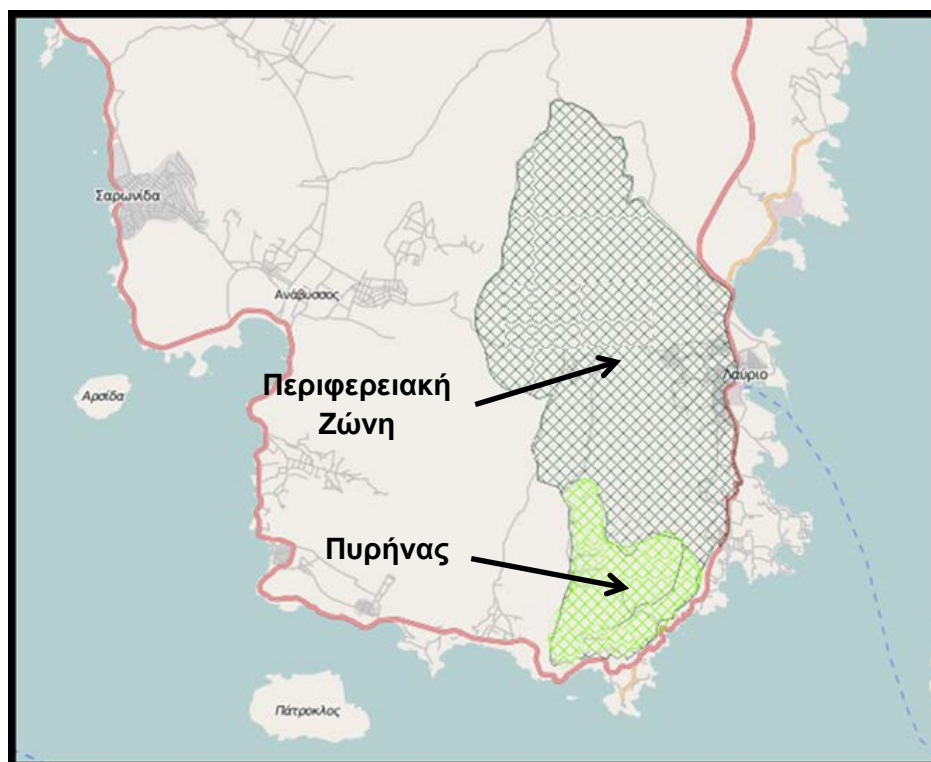 Σαρωνίδα
Ανάβυσσος
Λαύριο
Αρσίδα
Περιφερειακή
Ζώνη
Πυρήνας
Πάτροκλος